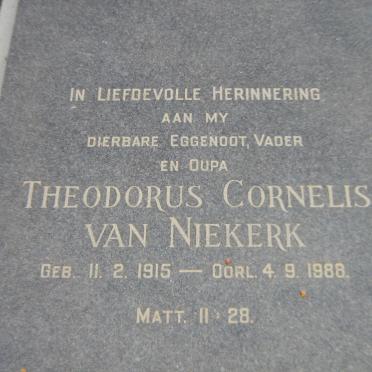 In Liefdevolle Herinnering
aan my
dierbare Eggenoot, Vader
en Oupa
Theodorus Cornelis
van Niekerk
Geb. 11. 2. 1915 — Oorl. 4. 9. 1988.
Matt. 11 : 28.